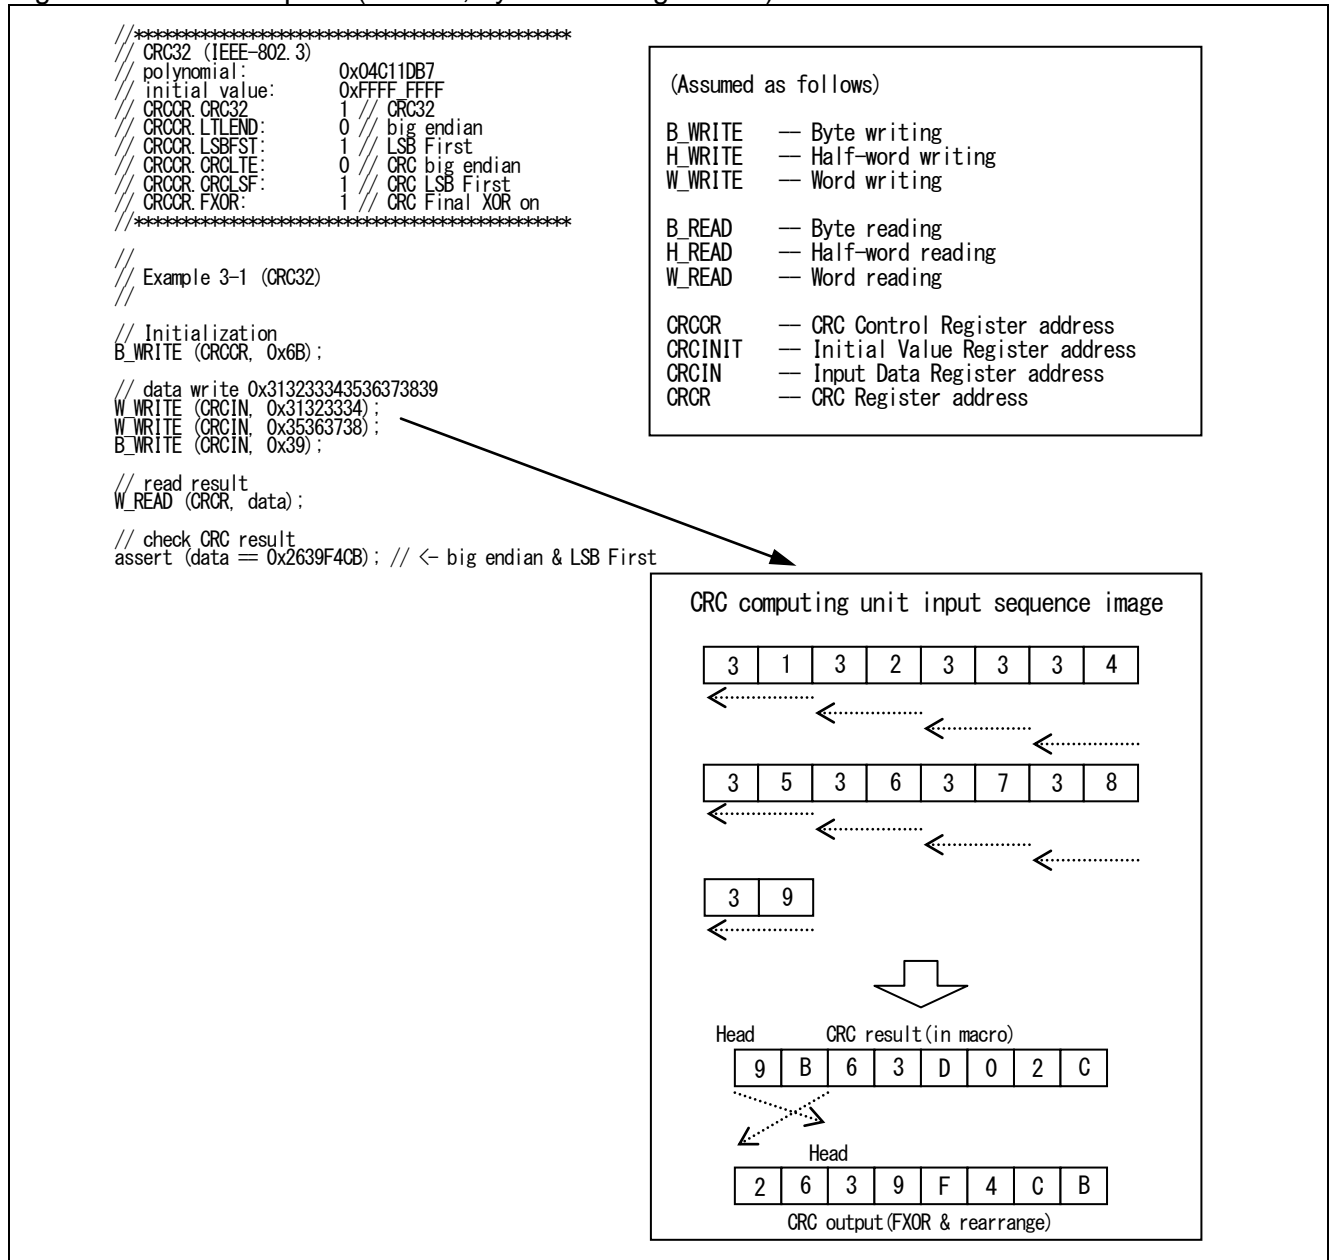 //**********************************************
// CRC32 (IEEE-802.3)
// polynomial: 0x04C11DB7
// initial value: 0xFFFF_FFFF
// CRCCR.CRC32 1 // CRC32
// CRCCR.LTLEND: 0 // big endian
// CRCCR.LSBFST: 1 // LSB First
// CRCCR.CRCLTE: 0 // CRC big endian
// CRCCR.CRCLSF: 1 // CRC LSB First
// CRCCR.FXOR: 1 // CRC Final XOR on
//**********************************************
//
// Example 3-1 (CRC32)
//
// Initialization
B_WRITE (CRCCR, 0x6B);
// data write 0x313233343536373839
W_WRITE (CRCIN, 0x31323334);
W_WRITE (CRCIN, 0x35363738);
B_WRITE (CRCIN, 0x39);
// read result
W_READ (CRCR, data);
// check CRC result
assert (data == 0x2639F4CB); // <- big endian & LSB First
(Assumed as follows)
B_WRITE -- Byte writing
H_WRITE -- Half-word writing
W_WRITE -- Word writing
B_READ -- Byte reading
H_READ -- Half-word reading
W_READ -- Word reading
CRCCR -- CRC Control Register address
CRCINIT -- Initial Value Register address
CRCIN -- Input Data Register address
CRCR -- CRC Register address
CRC computing unit input sequence image
3 1 3 2 3 3 3 4
3 5 3 6 3 7 3 8
3 9
Head CRC result(in macro)
9 B 6 3 D 0 2 C
Head
2 6 3 9 F 4 C B
CRC output(FXOR & rearrange)